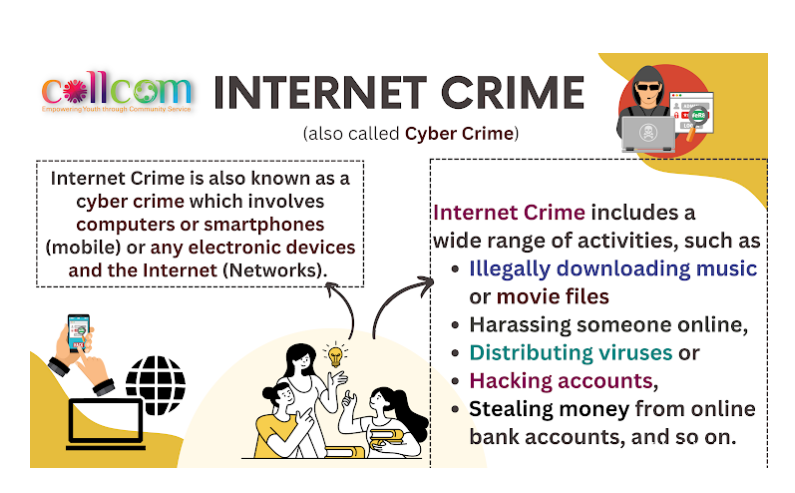 collcom
Empowering Youth through Community Service
INTERNET CRIME
(also called Cyber Crime)
Internet Crime is also known as a
cyber crime which involves
computers or smartphones
(mobile) or any electronic devices
and the Internet (Networks).
Internet Crime includes a
wide range of activities, such as
• Illegally downloading music
or movie files
• Harassing someone online,
• Distributing viruses or
• Hacking accounts,
• Stealing money from online
bank accounts, and so on.